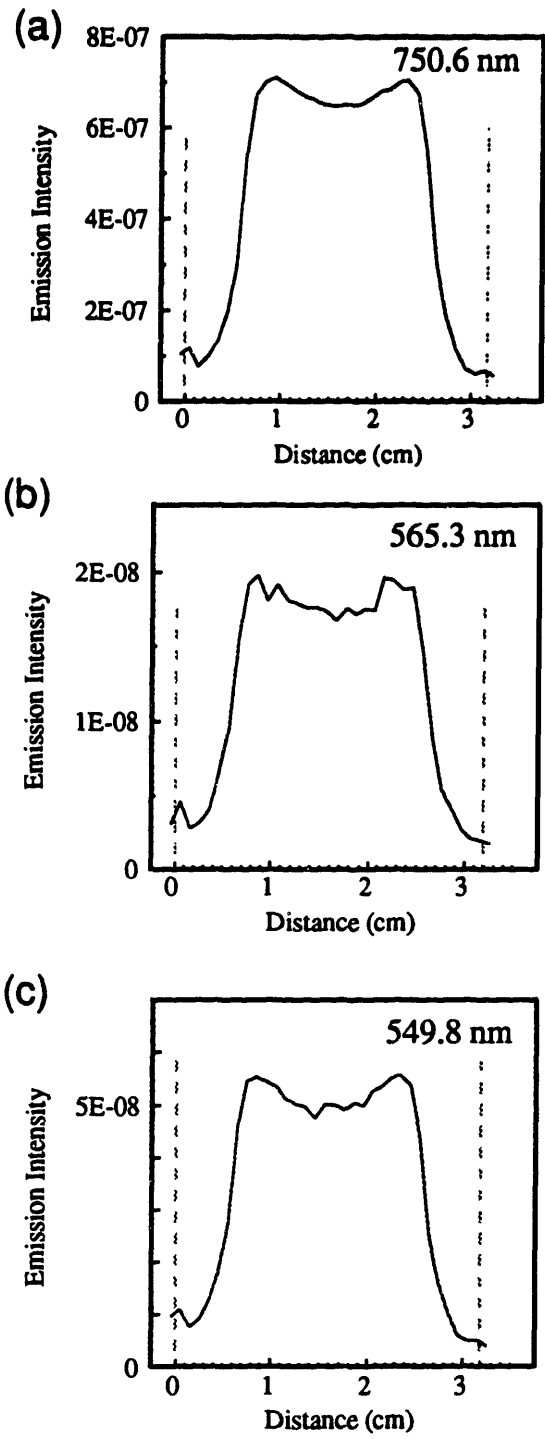 (a)
750.6 nm
8E-07
6E-07
4E-07
2E-07
0
Emission Intensity
0 1 2 3
Distance (cm)
(b)
565.3 nm
2E-08
1E-08
0
Emission Intensity
0 1 2 3
Distance (cm)
(c)
549.8 nm
5E-08
0
Emission Intensity
0 1 2 3
Distance (cm)